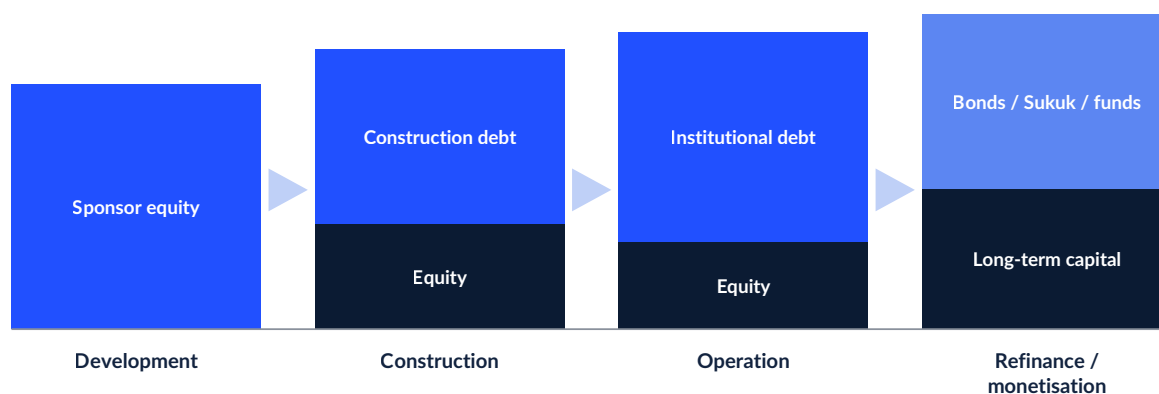 Sponsor equity
Construction debt
Equity
Institutional debt
Equity
Bonds / Sukuk / funds
Long-term capital
Development
Construction
Operation
Refinance /
monetisation